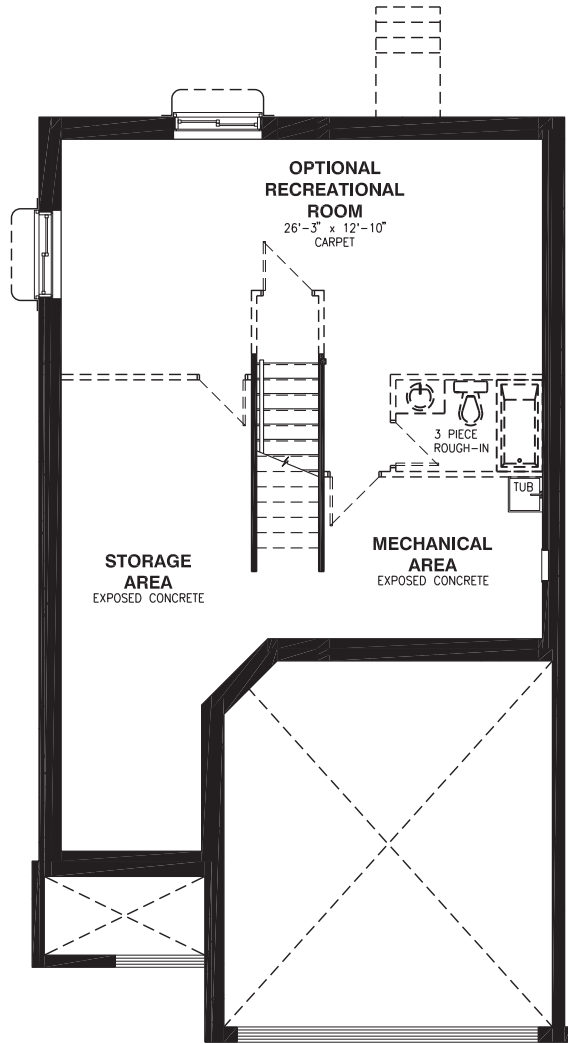 OPTIONAL
RECREATIONAL
ROOM
26'-3" x 12'-10"
CARPET
3 PIECE
ROUGH-IN
TUB
STORAGE
AREA
EXPOSED CONCRETE
MECHANICAL
AREA
EXPOSED CONCRETE